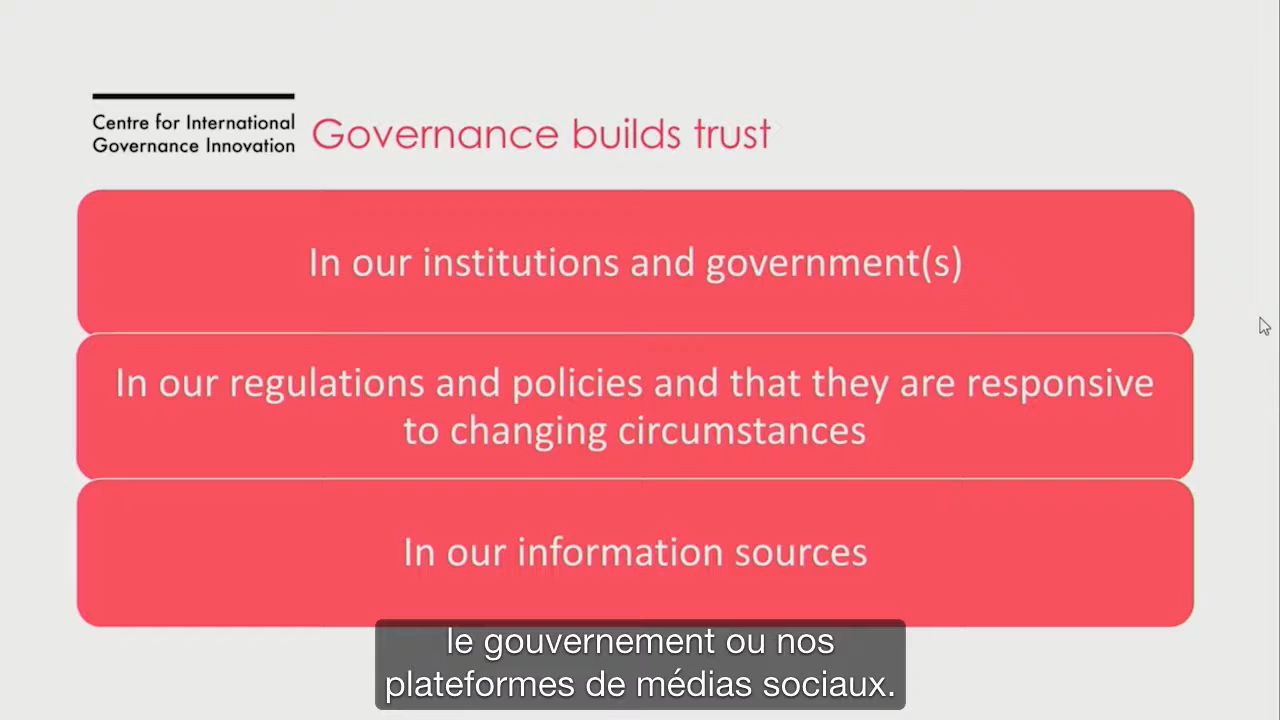 Centre for International
Governance Innovation
Governance builds trust
In our institutions and government(s)
In our regulations and policies and that they are responsive
to changing circumstances
In our information sources
le gouvernement ou nos
plateformes de médias sociaux.